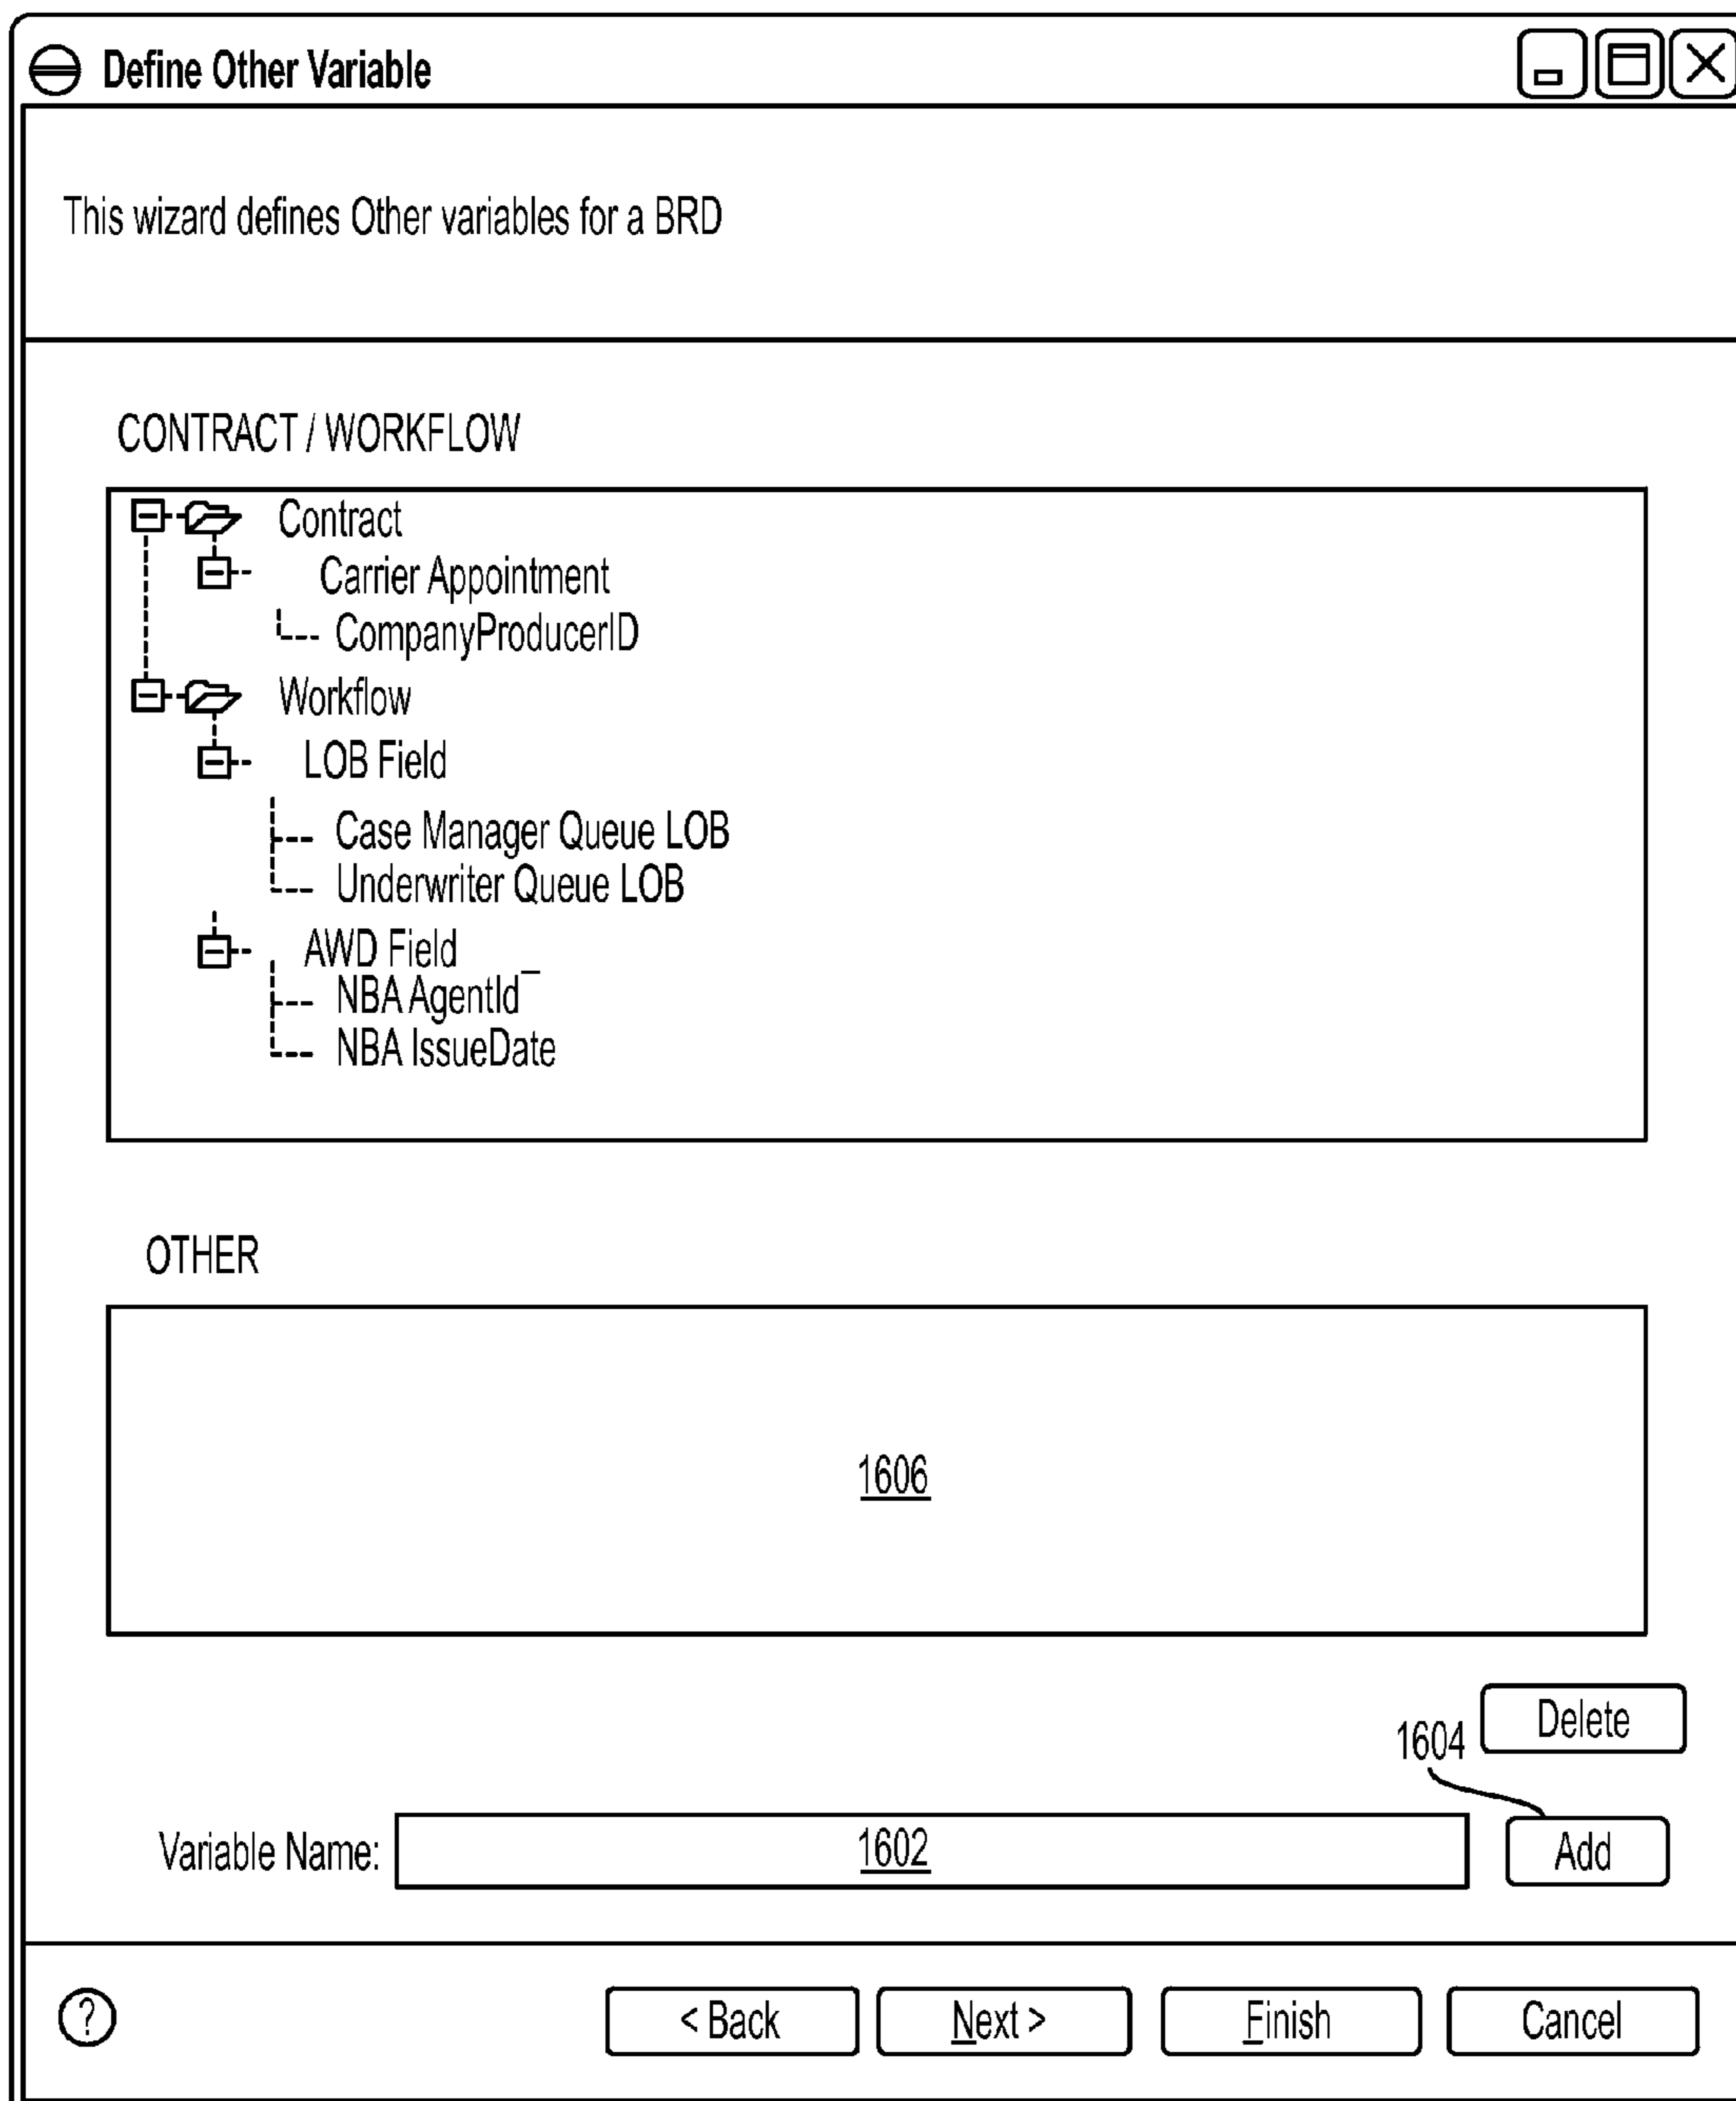 Define Other Variable
This wizard defines Other variables for a BRD
CONTRACT / WORKFLOW
Contract
Carrier Appointment
CompanyProducerID
Workflow
LOB Field
Case Manager Queue LOB
Underwriter Queue LOB
AWD Field
NBA AgentId
NBA IssueDate
OTHER
1606
Delete
1604
Variable Name: 1602 Add
? < Back Next > Finish Cancel